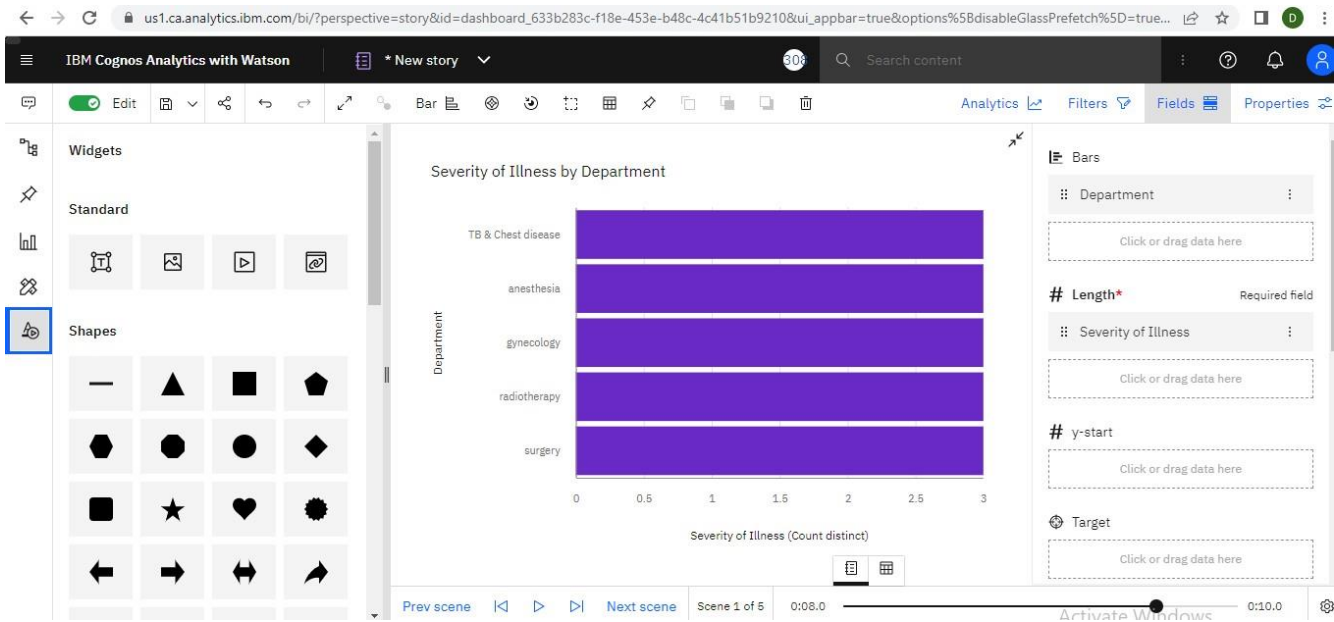 us1.ca.analytics.ibm.com/bi/?perspective=story&id=dashboard_633b283c-f18e-453e-b48c-4c41b51b9210&ui_appbar=true&options%5BdisableGlassPrefetch%5D=true...
D
IBM Cognos Analytics with Watson
* New story
308
Search content
Edit
Bar
Analytics
Filters
Fields
Properties
Widgets
Standard
Shapes
Severity of Illness by Department
Department
TB & Chest disease
anesthesia
gynecology
radiotherapy
surgery
0 0.5 1 1.5 2 2.5 3
Severity of Illness (Count distinct)
Bars
Department
Click or drag data here
# Length* Required field
Severity of Illness
Click or drag data here
# y-start
Click or drag data here
Target
Click or drag data here
Prev scene
Next scene
Scene 1 of 5
0:08.0
0:10.0
Activate Windows